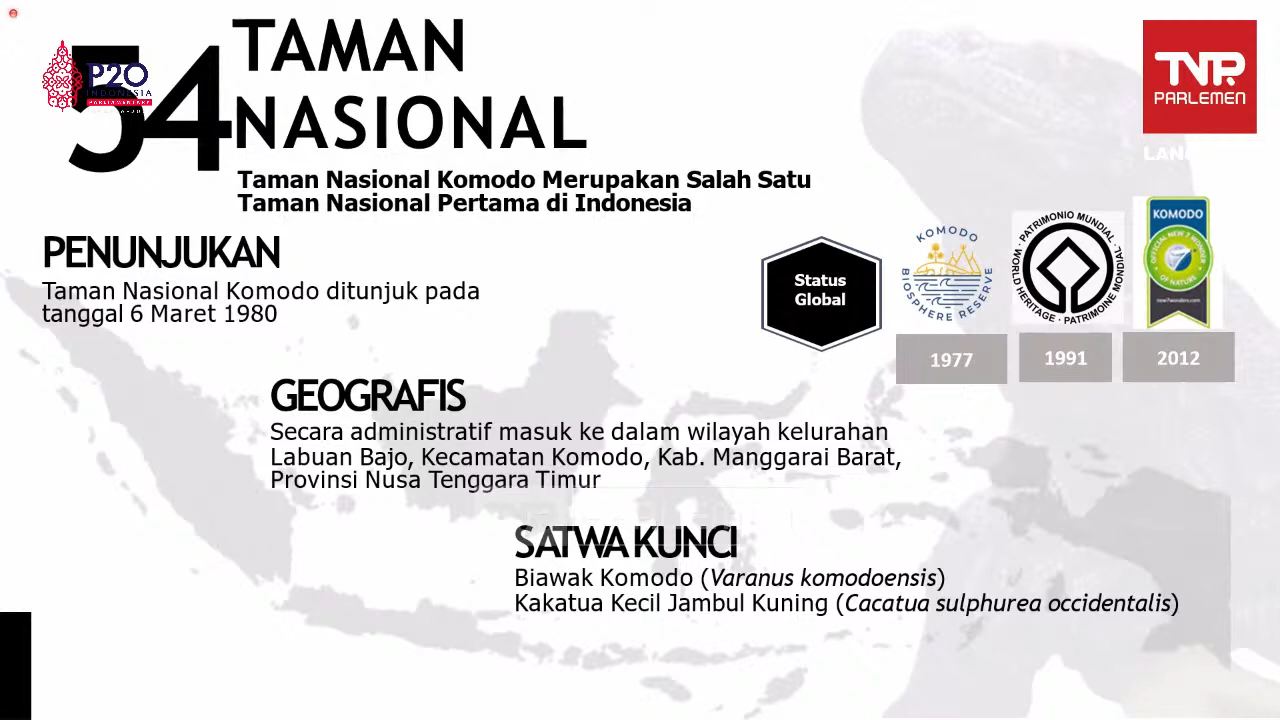 54
TAMAN
NASIONAL
P20
INDONESIA
PARLIAMENTARY
TVR
PARLEMEN
Taman Nasional Komodo Merupakan Salah Satu
Taman Nasional Pertama di Indonesia
PENUNJUKAN
Taman Nasional Komodo ditunjuk pada
tanggal 6 Maret 1980
Status
Global
KOMODO
BIOSPHERE RESERVE
1977
PATRIMONIO MUNDIAL · WORLD HERITAGE · PATRIMOINE MONDIAL
1991
KOMODO
OFFICIAL NEW 7 WONDER
OF NATURE
new7wonders.com
2012
GEOGRAFIS
Secara administratif masuk ke dalam wilayah kelurahan
Labuan Bajo, Kecamatan Komodo, Kab. Manggarai Barat,
Provinsi Nusa Tenggara Timur
SATWA KUNCI
Biawak Komodo (Varanus komodoensis)
Kakatua Kecil Jambul Kuning (Cacatua sulphurea occidentalis)